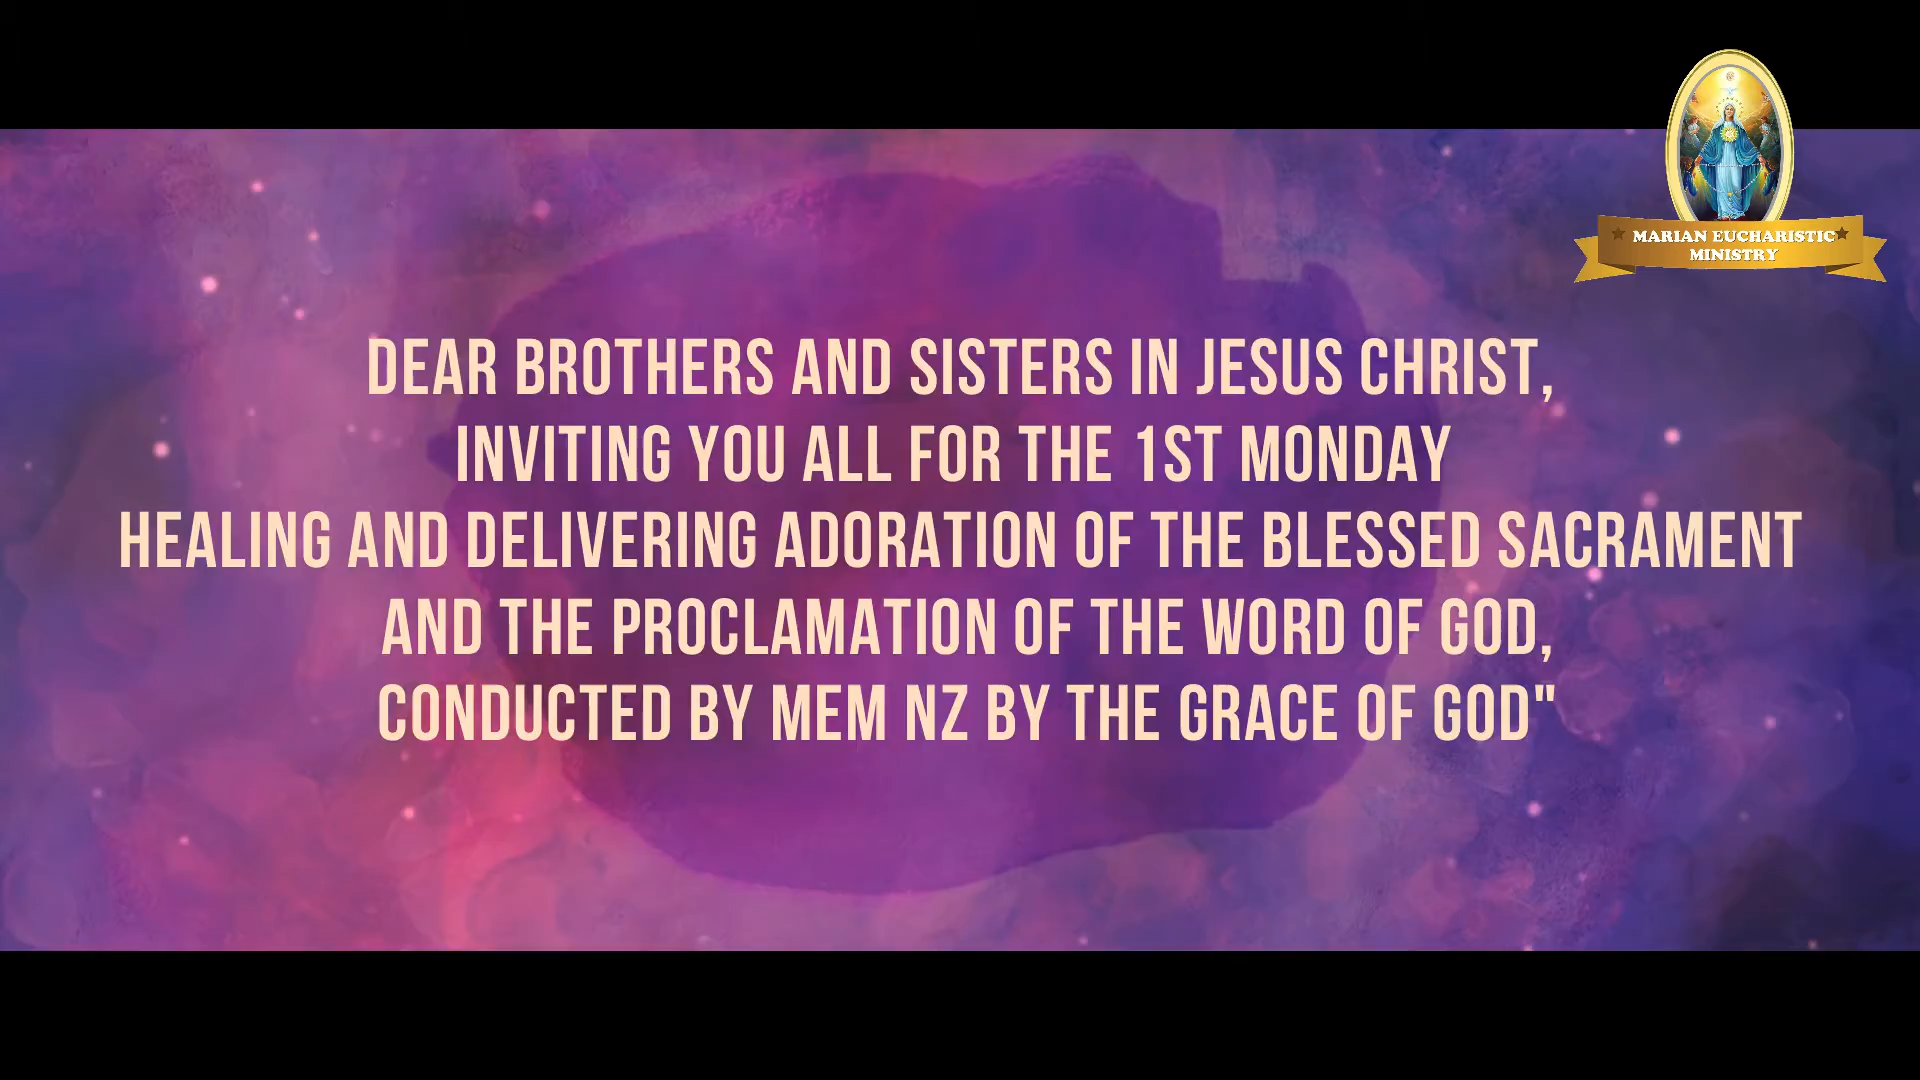 MARIAN EUCHARISTIC
MINISTRY
DEAR BROTHERS AND SISTERS IN JESUS CHRIST,
INVITING YOU ALL FOR THE 1ST MONDAY
HEALING AND DELIVERING ADORATION OF THE BLESSED SACRAMENT
AND THE PROCLAMATION OF THE WORD OF GOD,
CONDUCTED BY MEM NZ BY THE GRACE OF GOD"